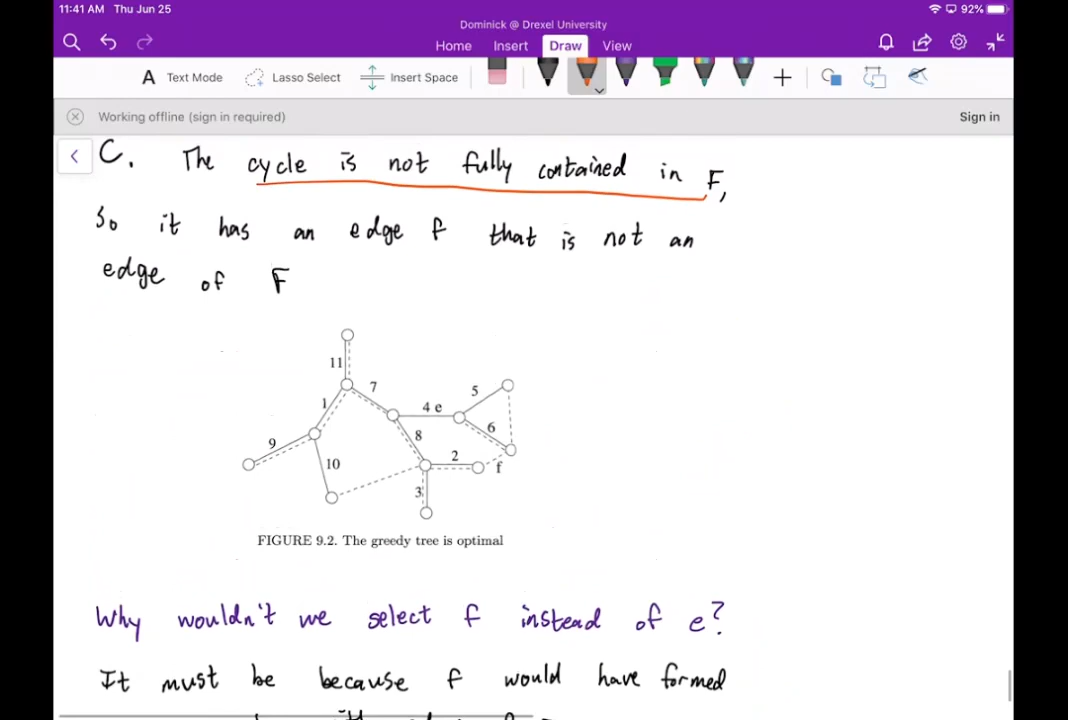 11:41 AM Thu Jun 25
92%
Dominick @ Drexel University
Home Insert Draw View
Text Mode Lasso Select Insert Space
Working offline (sign in required) Sign in
C. The cycle is not fully contained in F,
So it has an edge f that is not an
edge of F
11
7
1
5
4 e
9
8
6
10
2
f
3
FIGURE 9.2. The greedy tree is optimal
Why wouldn't we select f instead of e?
It must be because f would have formed